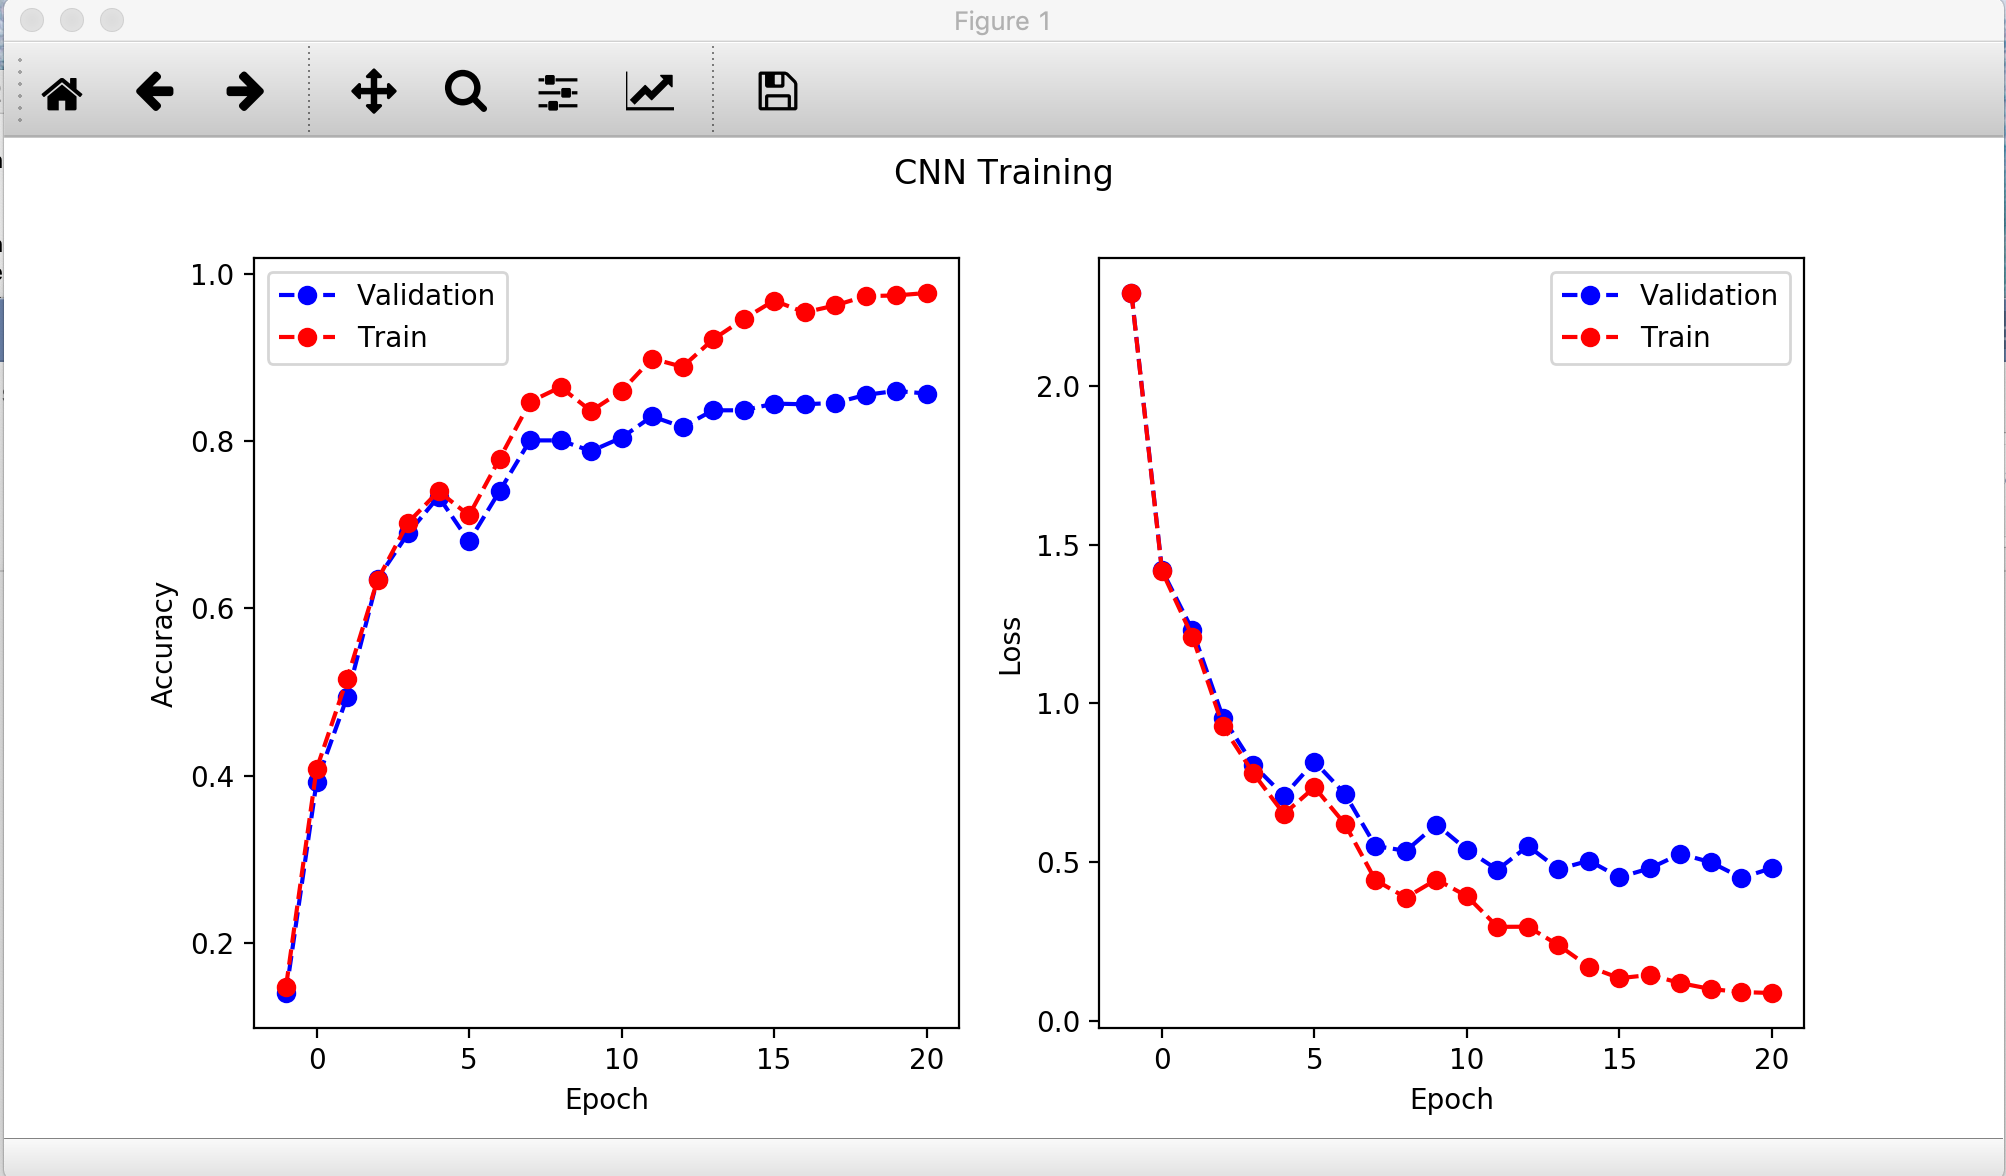 Figure 1
CNN Training
1.0
0.8
0.6
0.4
0.2
Accuracy
Validation
Train
0 5 10 15 20
Epoch
2.0
1.5
1.0
0.5
0.0
Loss
Validation
Train
0 5 10 15 20
Epoch